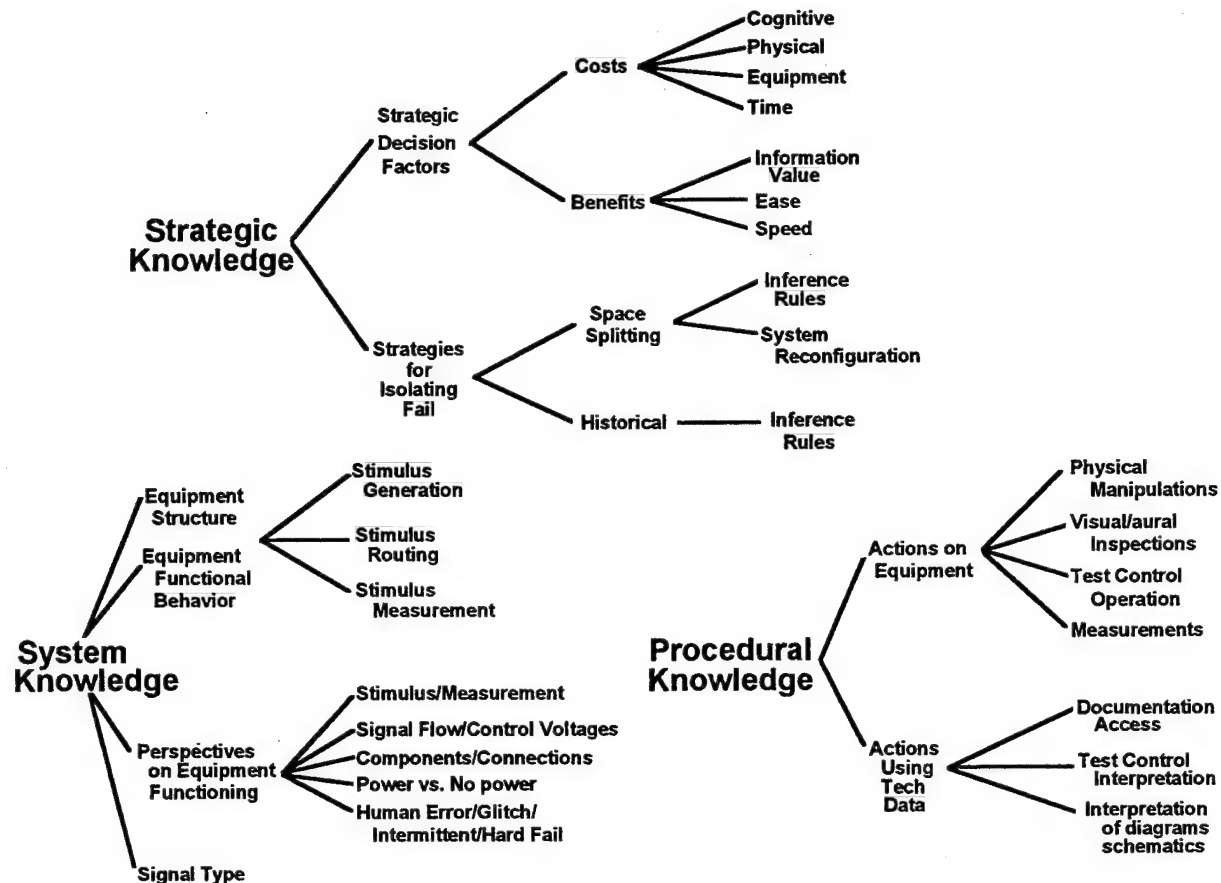 Cognitive
Physical
Equipment
Time
Costs
Strategic
Decision
Factors
Information
Value
Ease
Speed
Benefits
Strategic
Knowledge
Inference
Rules
System
Reconfiguration
Space
Splitting
Strategies
for
Isolating
Fail
Historical
Inference
Rules
Equipment
Structure
Equipment
Functional
Behavior
Stimulus
Generation
Stimulus
Routing
Stimulus
Measurement
System
Knowledge
Perspectives
on Equipment
Functioning
Stimulus/Measurement
Signal Flow/Control Voltages
Components/Connections
Power vs. No power
Human Error/Glitch/
Intermittent/Hard Fail
Signal Type
Physical
Manipulations
Visual/aural
Inspections
Test Control
Operation
Measurements
Actions on
Equipment
Procedural
Knowledge
Actions
Using
Tech
Data
Documentation
Access
Test Control
Interpretation
Interpretation
of diagrams
schematics